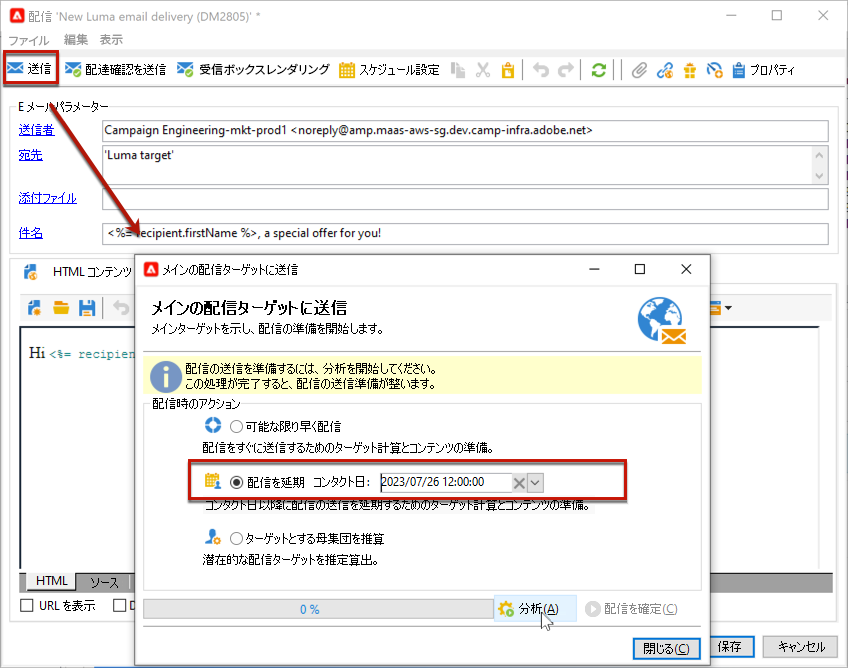 配信 'New Luma email delivery (DM2805)' *
ファイル 編集 表示
送信 配達確認を送信 受信ボックスレンダリング スケジュール設定 プロパティ
Eメールパラメーター
送信者 Campaign Engineering-mkt-prod1 <noreply@amp.maas-aws-sg.dev.camp-infra.adobe.net>
宛先 'Luma target'
添付ファイル
件名 <%= recipient.firstName %>, a special offer for you!
HTML コンテンツ
Hi <%= recipien
メインの配信ターゲットに送信
メインの配信ターゲットに送信
メインターゲットを示し、配信の準備を開始します。
配信の送信を準備するには、分析を開始してください。
この処理が完了すると、配信の送信準備が整います。
配信時のアクション
可能な限り早く配信
配信をすぐに送信するためのターゲット計算とコンテンツの準備。
配信を延期 コンタクト日: 2023/07/26 12:00:00
コンタクト日以降に配信の送信を延期するためのターゲット計算とコンテンツの準備。
ターゲットとする母集団を推算
潜在的な配信ターゲットを推定算出。
0 % 分析(A) 配信を確定(C)
閉じる(C)
HTML ソース
URL を表示 D
保存 キャンセル